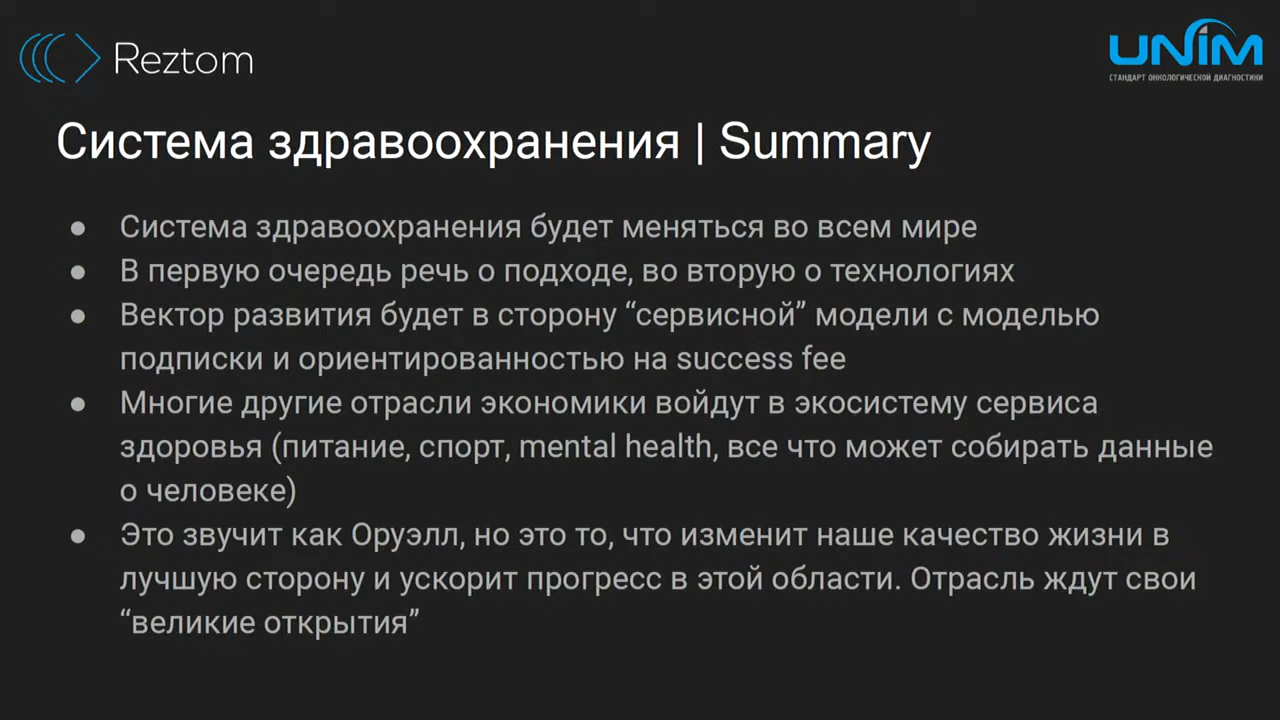 Reztom
UNIM
СТАНДАРТ ОНКОЛОГИЧЕСКОЙ ДИАГНОСТИКИ
Система здравоохранения | Summary
● Система здравоохранения будет меняться во всем мире
● В первую очередь речь о подходе, во вторую о технологиях
● Вектор развития будет в сторону “сервисной” модели с моделью
подписки и ориентированностью на success fee
● Многие другие отрасли экономики войдут в экосистему сервиса
здоровья (питание, спорт, mental health, все что может собирать данные
о человеке)
● Это звучит как Оруэлл, но это то, что изменит наше качество жизни в
лучшую сторону и ускорит прогресс в этой области. Отрасль ждут свои
“великие открытия”